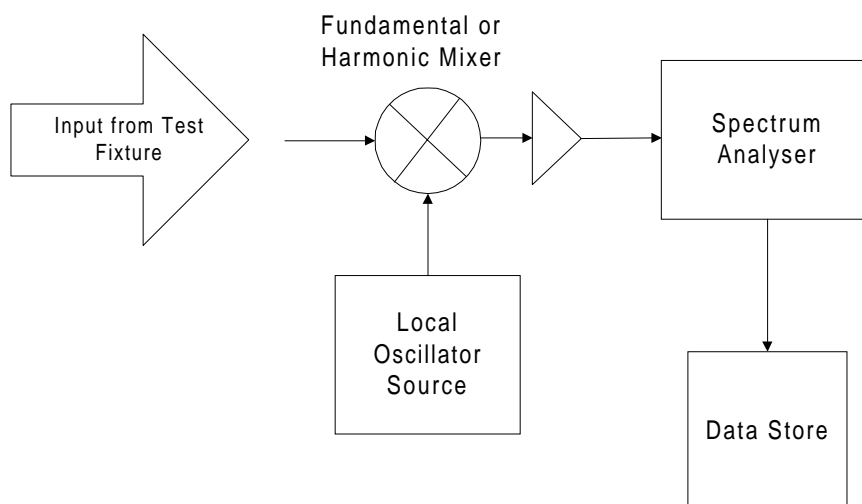 Fundamental or
Harmonic Mixer
Input from Test
Fixture
Spectrum
Analyser
Local
Oscillator
Source
Data Store